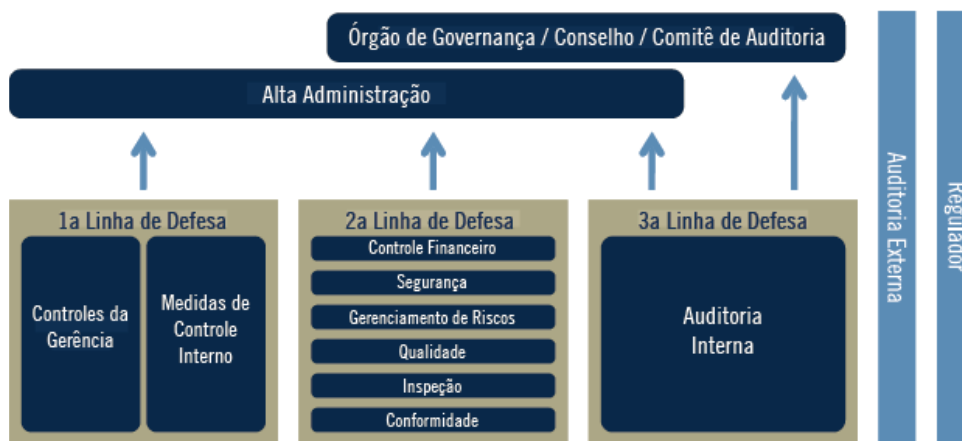 Órgão de Governança / Conselho / Comitê de Auditoria
Alta Administração
1a Linha de Defesa
Controles da
Gerência
Medidas de
Controle
Interno
2a Linha de Defesa
Controle Financeiro
Segurança
Gerenciamento de Riscos
Qualidade
Inspeção
Conformidade
3a Linha de Defesa
Auditoria
Interna
Auditoria Externa
Regulador